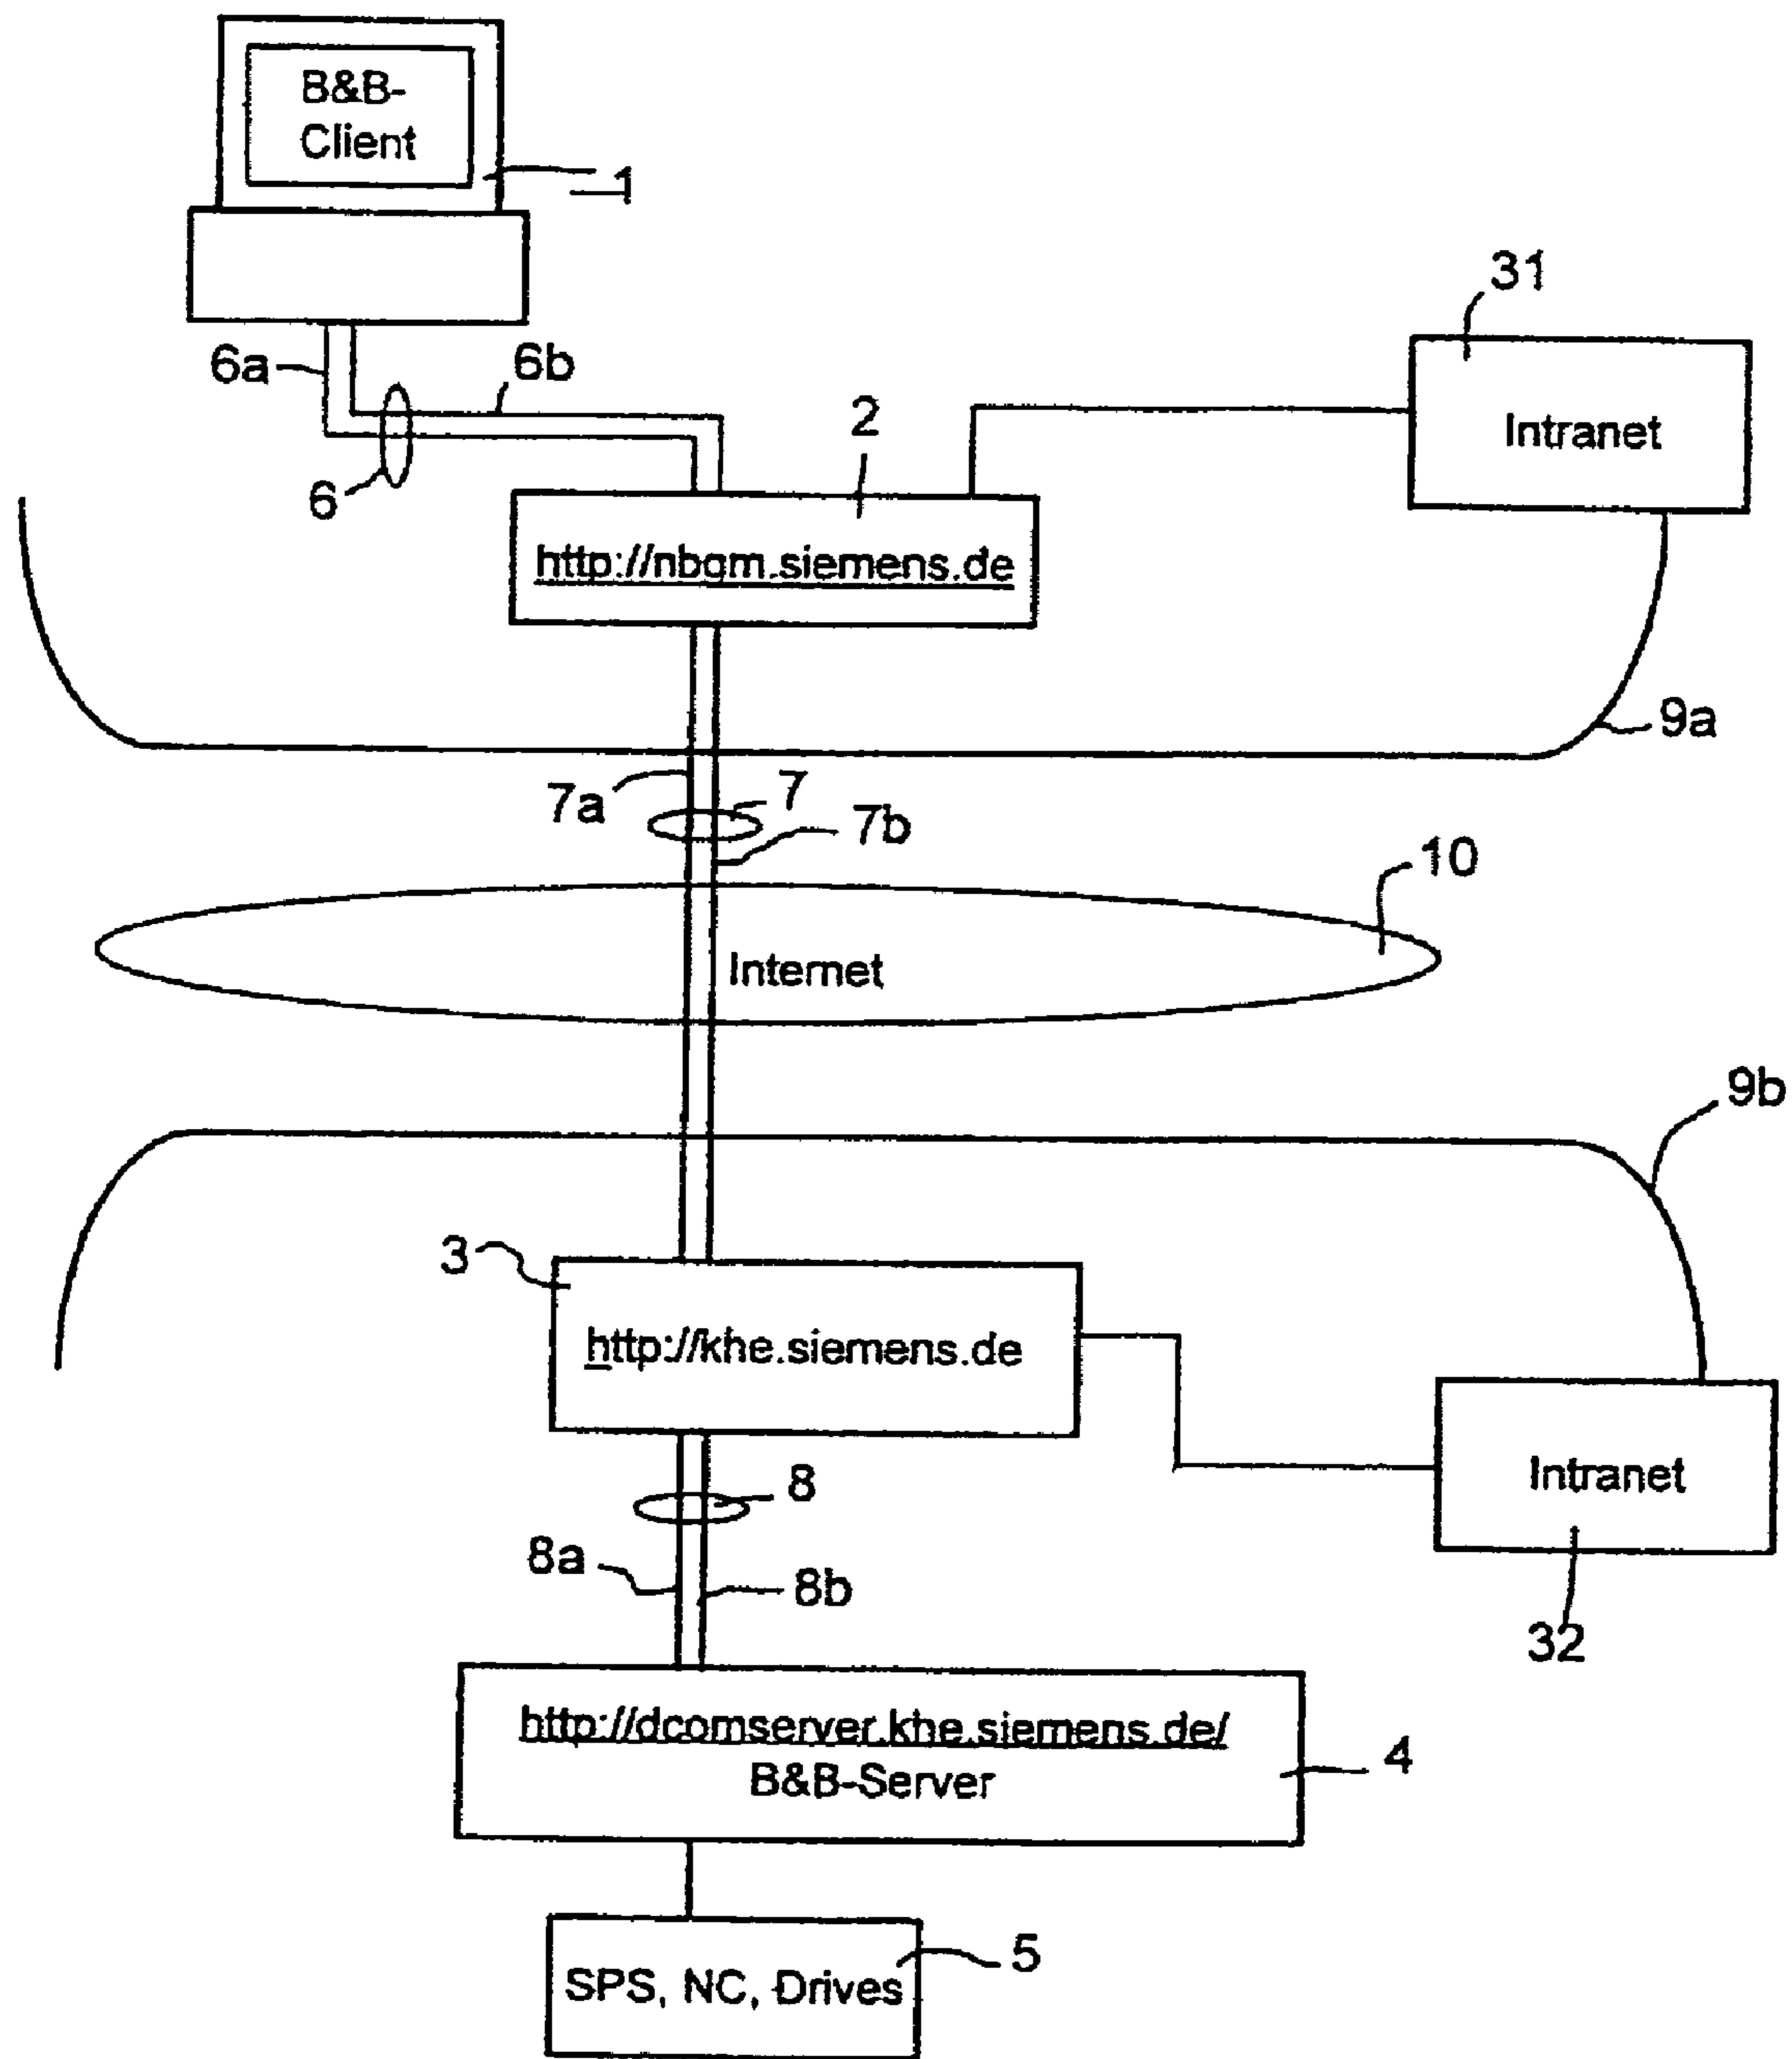 B&B-
Client
1
31
6a
6b
2
Intranet
6
http://nbgm.siemens.de
9a
7a
7
7b
10
Internet
9b
3
http://khe.siemens.de
8
Intranet
8a
8b
32
http://dcomserver.khe.siemens.de/
B&B-Server
4
5
SPS, NC, Drives